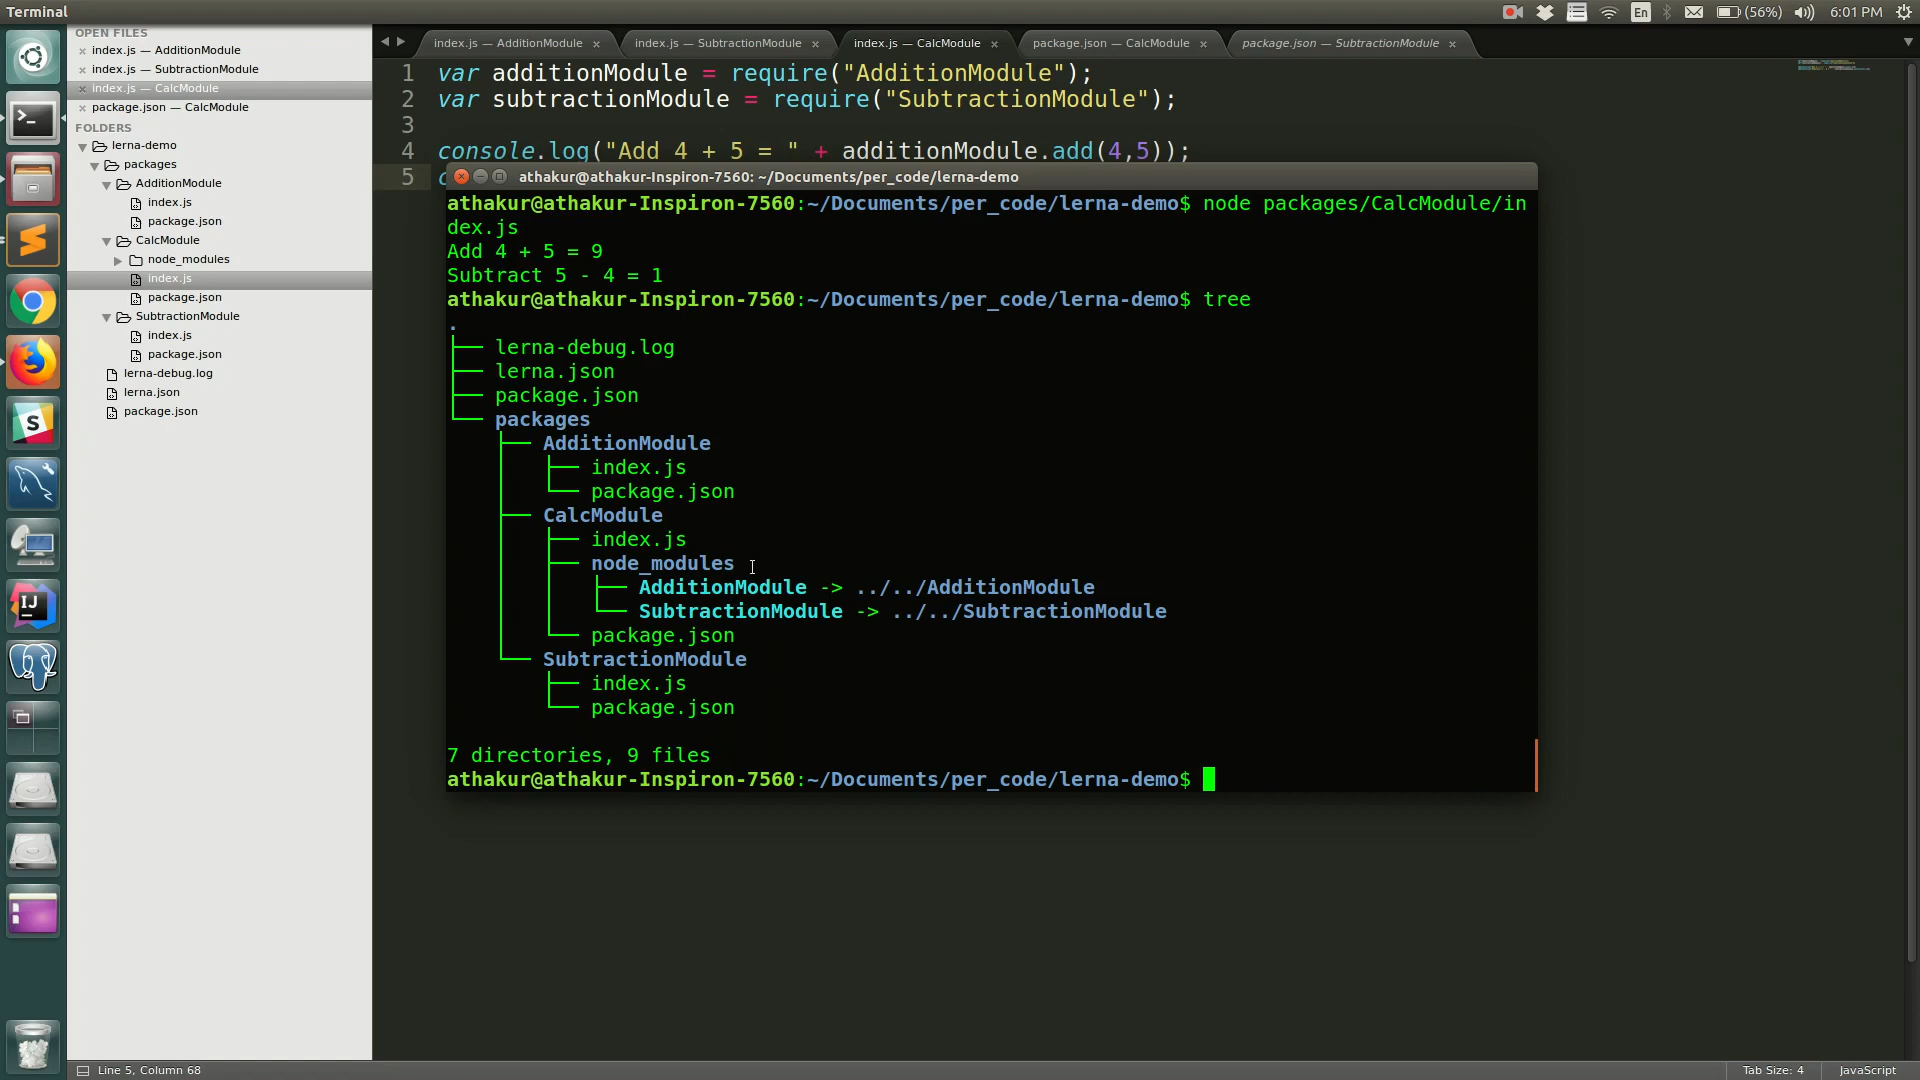 Terminal
En
(56%)
6:01 PM
OPEN FILES
index.js — AdditionModule
index.js — SubtractionModule
index.js — CalcModule
package.json — CalcModule
FOLDERS
lerna-demo
packages
AdditionModule
index.js
package.json
CalcModule
node_modules
index.js
package.json
SubtractionModule
index.js
package.json
lerna-debug.log
lerna.json
package.json
index.js — AdditionModule
index.js — SubtractionModule
index.js — CalcModule
package.json — CalcModule
package.json — SubtractionModule
1 var additionModule = require("AdditionModule");
2 var subtractionModule = require("SubtractionModule");
3
4 console.log("Add 4 + 5 = " + additionModule.add(4,5));
5 c
athakur@athakur-Inspiron-7560: ~/Documents/per_code/lerna-demo
athakur@athakur-Inspiron-7560:~/Documents/per_code/lerna-demo$ node packages/CalcModule/in
dex.js
Add 4 + 5 = 9
Subtract 5 - 4 = 1
athakur@athakur-Inspiron-7560:~/Documents/per_code/lerna-demo$ tree
.
├── lerna-debug.log
├── lerna.json
├── package.json
└── packages
    ├── AdditionModule
    │   ├── index.js
    │   └── package.json
    ├── CalcModule
    │   ├── index.js
    │   ├── node_modules
    │   │   ├── AdditionModule -> ../../AdditionModule
    │   │   └── SubtractionModule -> ../../SubtractionModule
    │   └── package.json
    └── SubtractionModule
        ├── index.js
        └── package.json
7 directories, 9 files
athakur@athakur-Inspiron-7560:~/Documents/per_code/lerna-demo$
Line 5, Column 68
Tab Size: 4
JavaScript